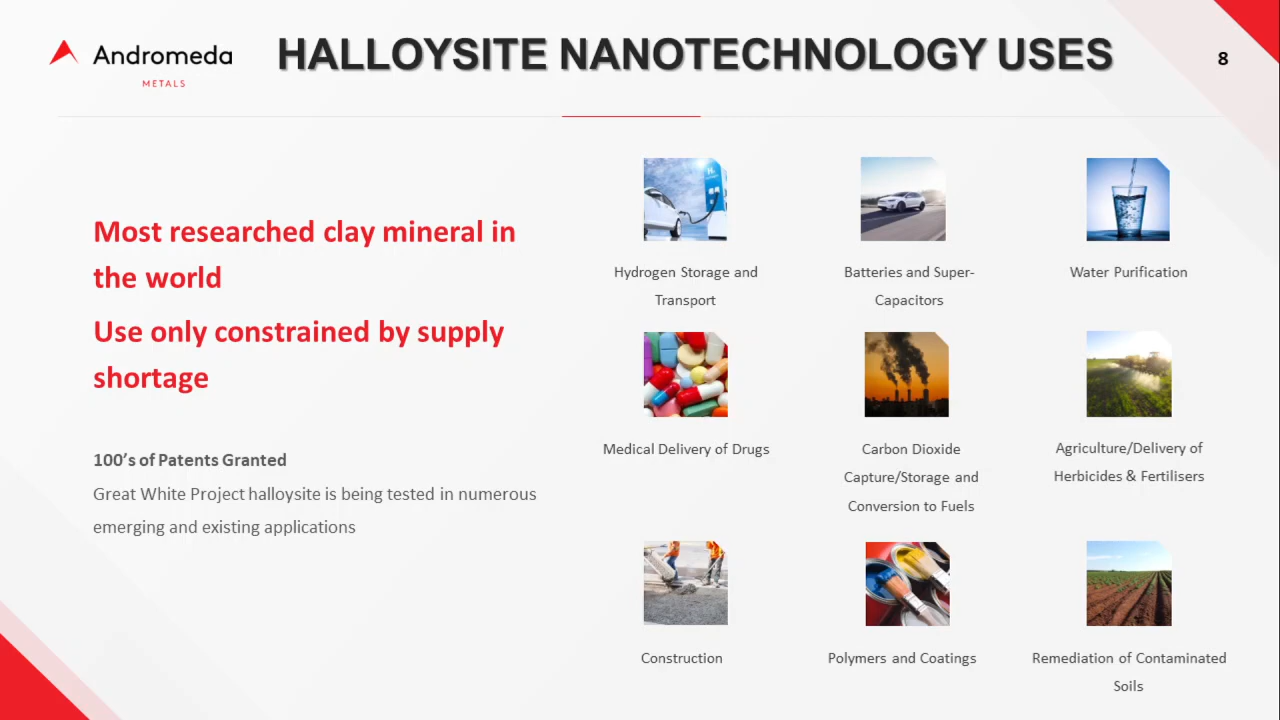 Andromeda
METALS
HALLOYSITE NANOTECHNOLOGY USES
8
Most researched clay mineral in
the world
Use only constrained by supply
shortage
100's of Patents Granted
Great White Project halloysite is being tested in numerous
emerging and existing applications
Hydrogen Storage and
Transport
Batteries and Super-
Capacitors
Water Purification
Medical Delivery of Drugs
Carbon Dioxide
Capture/Storage and
Conversion to Fuels
Agriculture/Delivery of
Herbicides & Fertilisers
Construction
Polymers and Coatings
Remediation of Contaminated
Soils